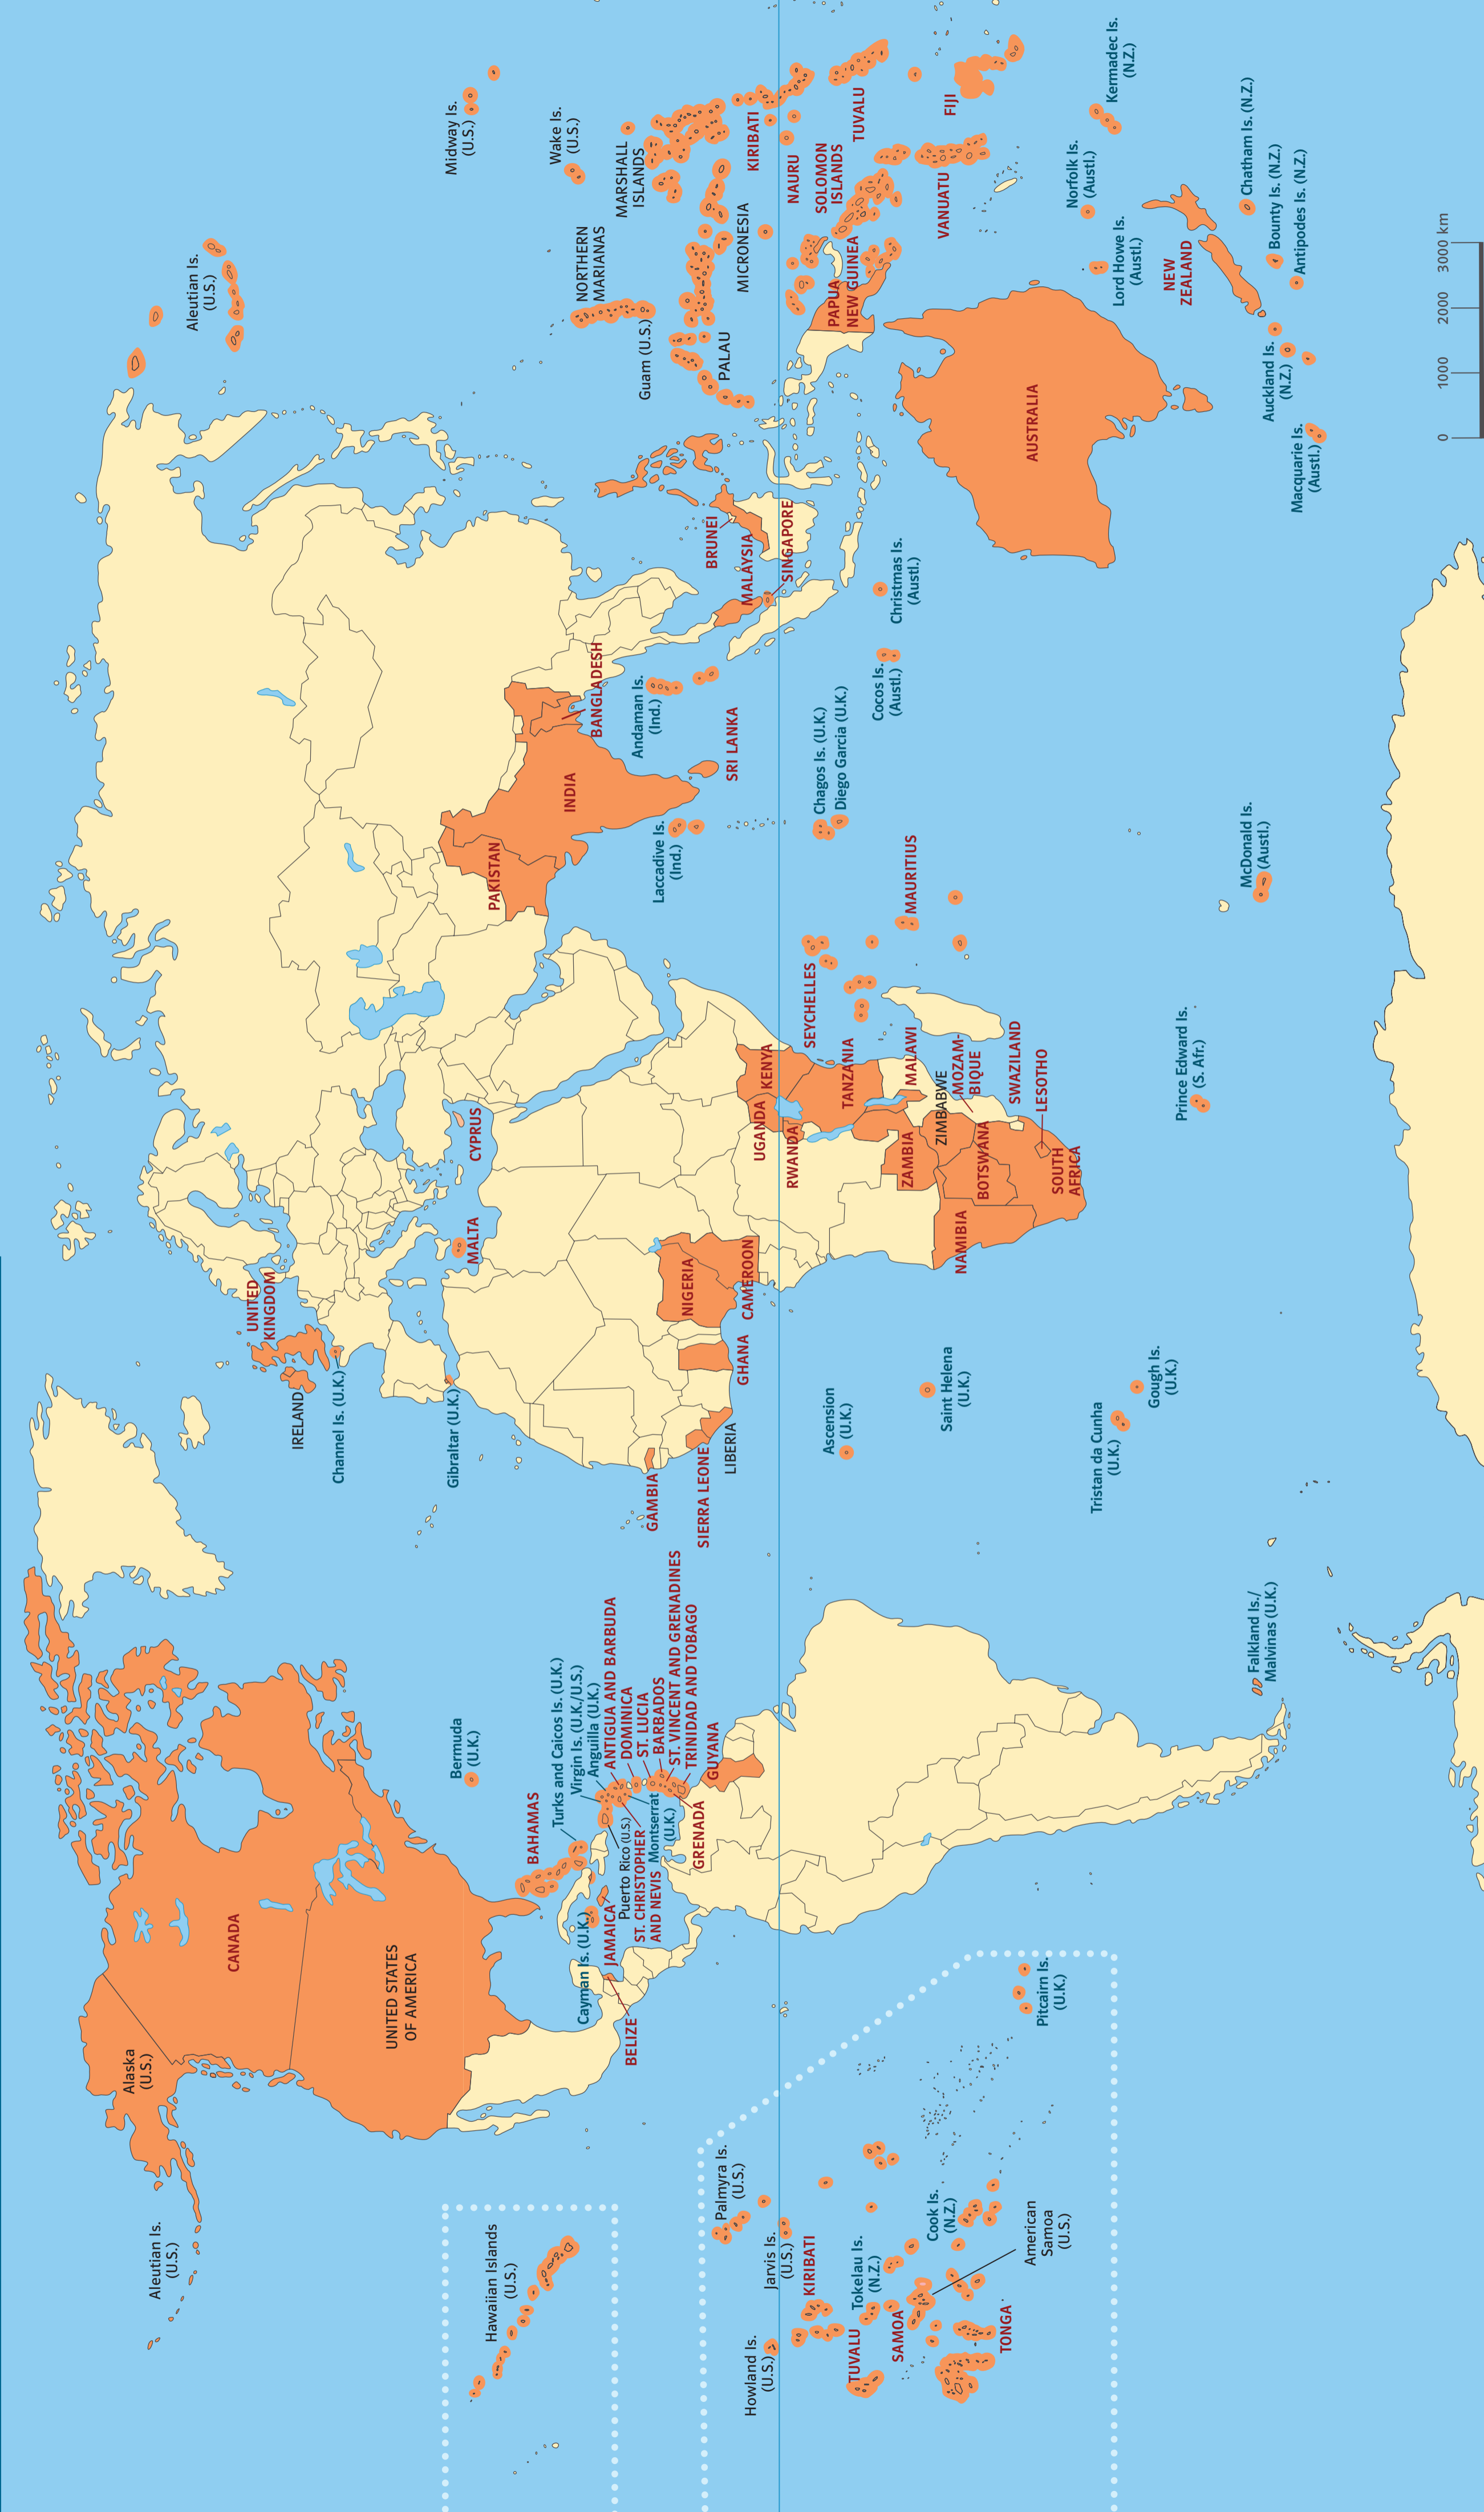 Aleutian Is.
(U.S.)
Alaska
(U.S.)
CANADA
UNITED STATES
OF AMERICA
Hawaiian Islands
(U.S.)
Bermuda
(U.K.)
BAHAMAS
Turks and Caicos Is. (U.K.)
Virgin Is. (U.K./U.S.)
Anguilla (U.K.)
ANTIGUA AND BARBUDA
DOMINICA
ST. LUCIA
BARBADOS
ST. VINCENT AND GRENADINES
TRINIDAD AND TOBAGO
GUYANA
Cayman Is. (U.K.)
JAMAICA
Puerto Rico (U.S.)
ST. CHRISTOPHER
AND NEVIS
Montserrat
(U.K.)
GRENADA
BELIZE
Palmyra Is.
(U.S.)
Howland Is.
(U.S.)
Jarvis Is.
(U.S.)
KIRIBATI
TUVALU
Tokelau Is.
(N.Z.)
SAMOA
Cook Is.
(N.Z.)
American
Samoa
(U.S.)
TONGA
Pitcairn Is.
(U.K.)
Falkland Is./
Malvinas (U.K.)
UNITED
KINGDOM
IRELAND
Channel Is. (U.K.)
Gibraltar (U.K.)
MALTA
CYPRUS
GAMBIA
SIERRA LEONE
LIBERIA
GHANA
NIGERIA
CAMEROON
UGANDA
KENYA
RWANDA
TANZANIA
SEYCHELLES
ZAMBIA
MALAWI
ZIMBABWE
MOZAM-
BIQUE
NAMIBIA
BOTSWANA
SWAZILAND
LESOTHO
SOUTH
AFRICA
MAURITIUS
Ascension
(U.K.)
Saint Helena
(U.K.)
Tristan da Cunha
(U.K.)
Gough Is.
(U.K.)
Prince Edward Is.
(S. Afr.)
McDonald Is.
(Austl.)
PAKISTAN
INDIA
BANGLADESH
SRI LANKA
Laccadive Is.
(Ind.)
Andaman Is.
(Ind.)
Chagos Is. (U.K.)
Diego Garcia (U.K.)
Cocos Is.
(Austl.)
Christmas Is.
(Austl.)
BRUNEI
MALAYSIA
SINGAPORE
Aleutian Is.
(U.S.)
Midway Is.
(U.S.)
Wake Is.
(U.S.)
NORTHERN
MARIANAS
MARSHALL
ISLANDS
Guam (U.S.)
PALAU
MICRONESIA
KIRIBATI
NAURU
SOLOMON
ISLANDS
TUVALU
PAPUA
NEW GUINEA
VANUATU
FIJI
AUSTRALIA
Norfolk Is.
(Austl.)
Kermadec Is.
(N.Z.)
Lord Howe Is.
(Austl.)
NEW
ZEALAND
Chatham Is. (N.Z.)
Bounty Is. (N.Z.)
Antipodes Is. (N.Z.)
Auckland Is.
(N.Z.)
Macquarie Is.
(Austl.)
0 1000 2000 3000 km